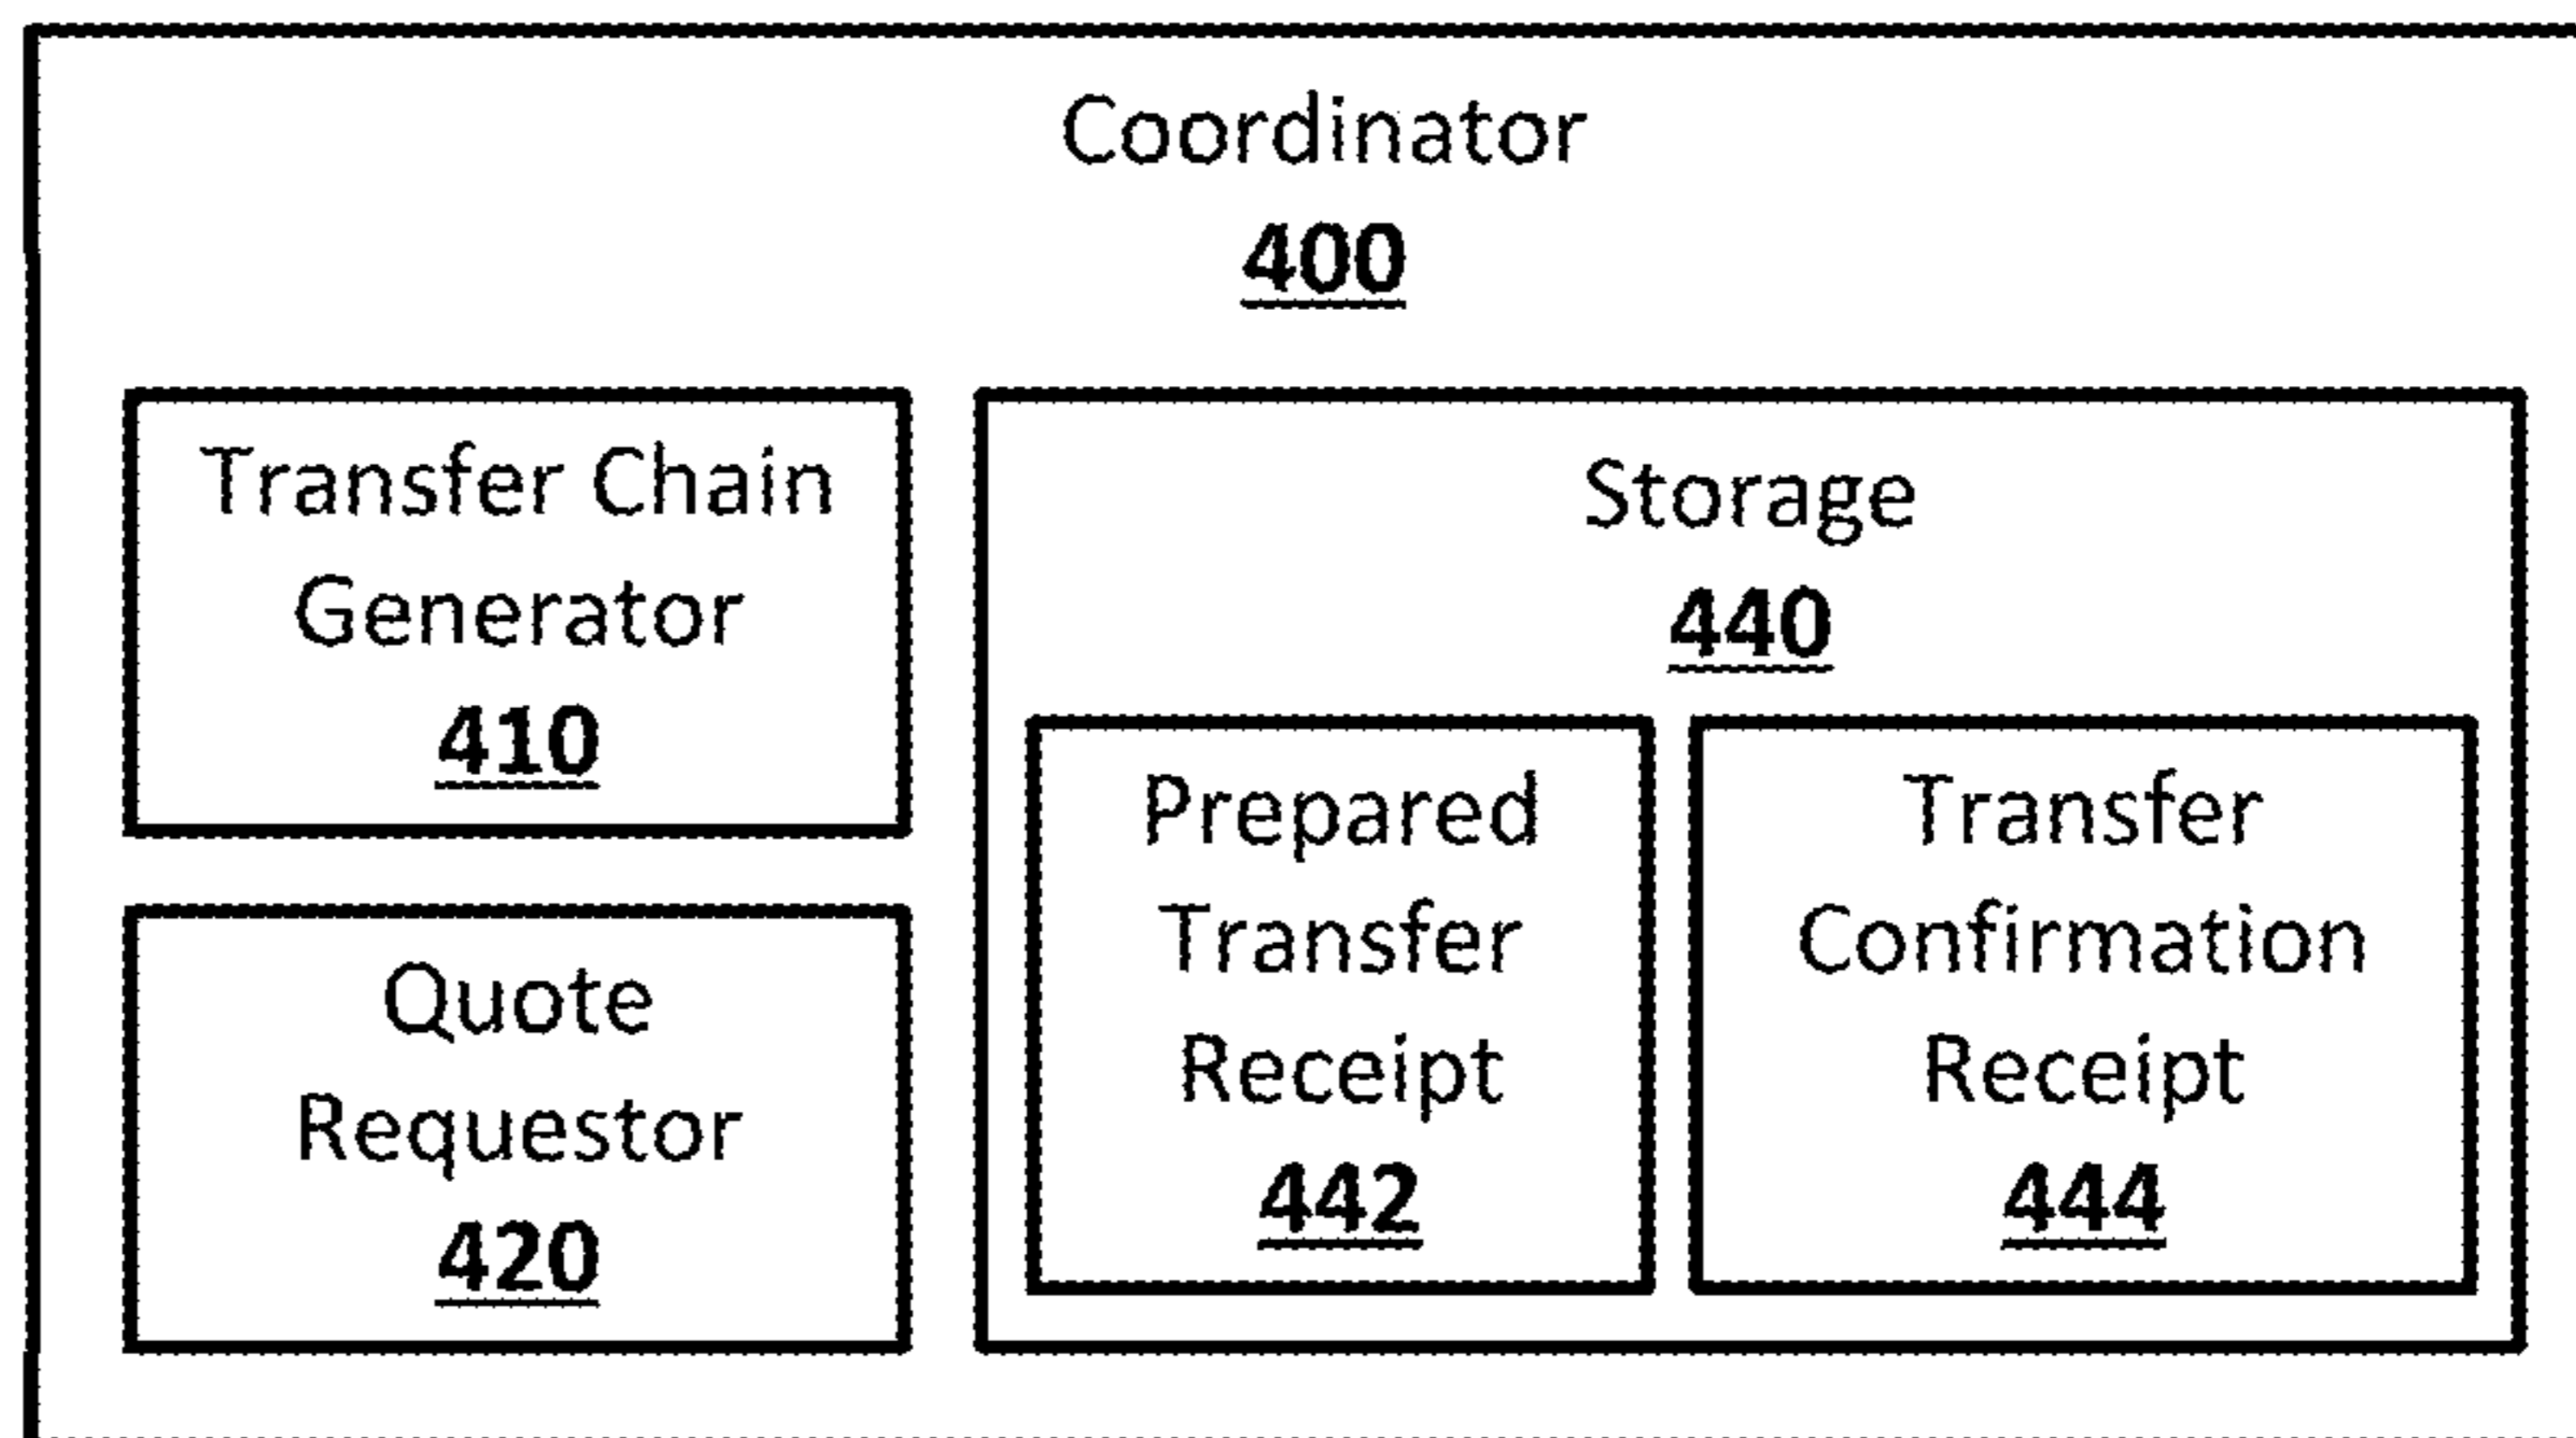 Coordinator
400
Transfer Chain
Generator
410
Quote
Requestor
420
Storage
440
Prepared
Transfer
Receipt
442
Transfer
Confirmation
Receipt
444